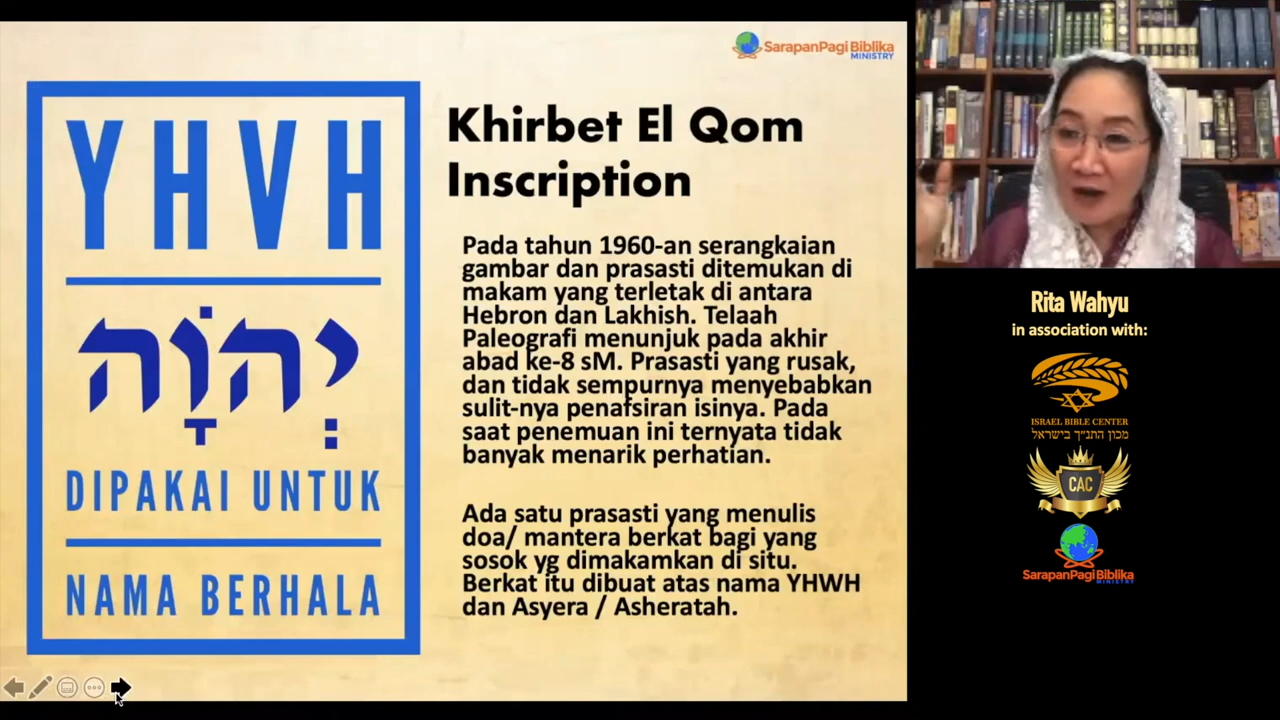 SarapanPagi Biblika
MINISTRY
YHVH
יְהֹוָה
DIPAKAI UNTUK
NAMA BERHALA
Khirbet El Qom
Inscription
Pada tahun 1960-an serangkaian
gambar dan prasasti ditemukan di
makam yang terletak di antara
Hebron dan Lakhish. Telaah
Paleografi menunjuk pada akhir
abad ke-8 sM. Prasasti yang rusak,
dan tidak sempurnya menyebabkan
sulit-nya penafsiran isinya. Pada
saat penemuan ini ternyata tidak
banyak menarik perhatian.
Ada satu prasasti yang menulis
doa/ mantera berkat bagi yang
sosok yg dimakamkan di situ.
Berkat itu dibuat atas nama YHWH
dan Asyera / Asheratah.
Rita Wahyu
in association with:
ISRAEL BIBLE CENTER
מכון התנ״ך בישראל
CAC
SarapanPagi Biblika
MINISTRY